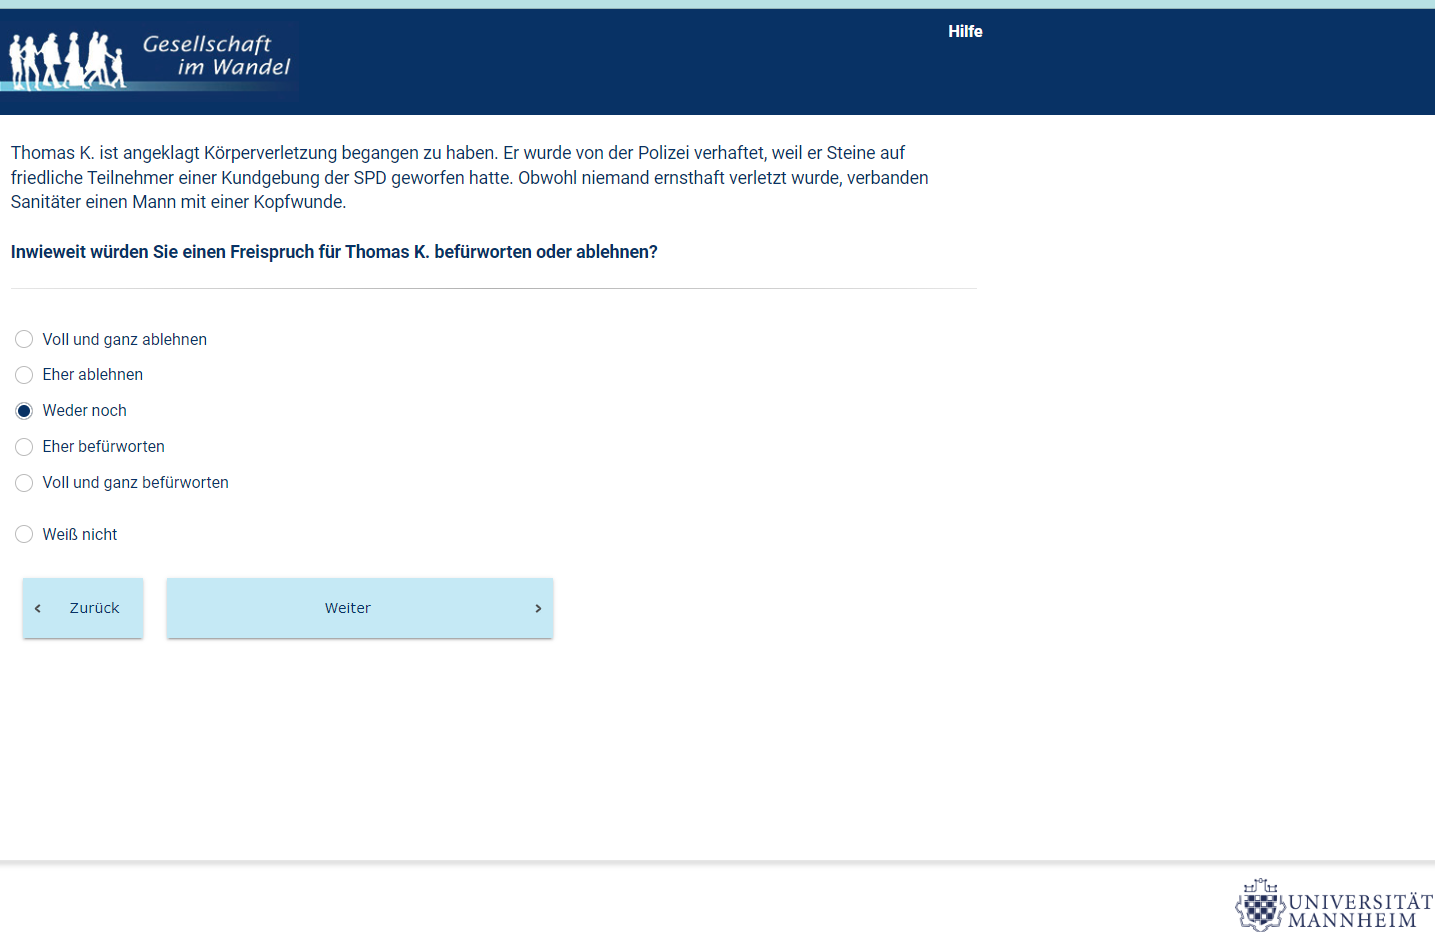 Gesellschaft
im Wandel
Hilfe
Thomas K. ist angeklagt Körperverletzung begangen zu haben. Er wurde von der Polizei verhaftet, weil er Steine auf
friedliche Teilnehmer einer Kundgebung der SPD geworfen hatte. Obwohl niemand ernsthaft verletzt wurde, verbanden
Sanitäter einen Mann mit einer Kopfwunde.
Inwieweit würden Sie einen Freispruch für Thomas K. befürworten oder ablehnen?
Voll und ganz ablehnen
Eher ablehnen
Weder noch
Eher befürworten
Voll und ganz befürworten
Weiß nicht
Zurück
Weiter
UNIVERSITÄT
MANNHEIM